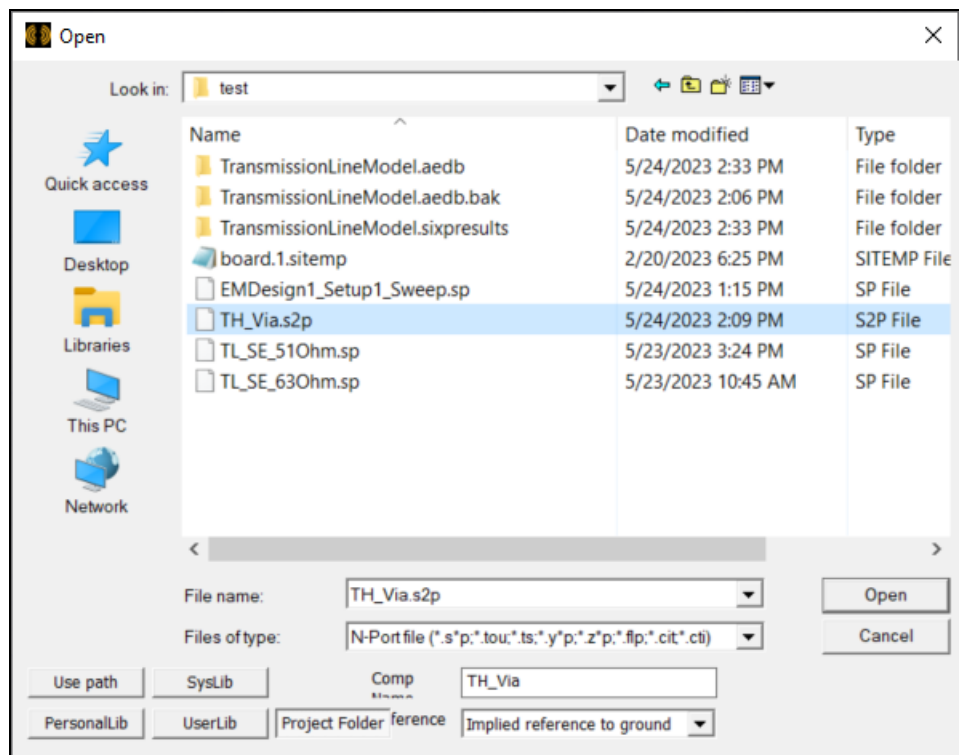 Open
Look in: test
Name Date modified Type
TransmissionLineModel.aedb 5/24/2023 2:33 PM File folder
TransmissionLineModel.aedb.bak 5/24/2023 2:06 PM File folder
TransmissionLineModel.sixpresults 5/24/2023 2:33 PM File folder
board.1.sitemp 2/20/2023 6:25 PM SITEMP File
EMDesign1_Setup1_Sweep.sp 5/24/2023 1:15 PM SP File
TH_Via.s2p 5/24/2023 2:09 PM S2P File
TL_SE_51Ohm.sp 5/23/2023 3:24 PM SP File
TL_SE_63Ohm.sp 5/23/2023 10:45 AM SP File
Quick access
Desktop
Libraries
This PC
Network
File name: TH_Via.s2p Open
Files of type: N-Port file (*.s*p;*.tou;*.ts;*.y*p;*.z*p;*.flp;*.cit;*.cti) Cancel
Use path SysLib Comp TH_Via
PersonalLib UserLib Project Folder ference Implied reference to ground